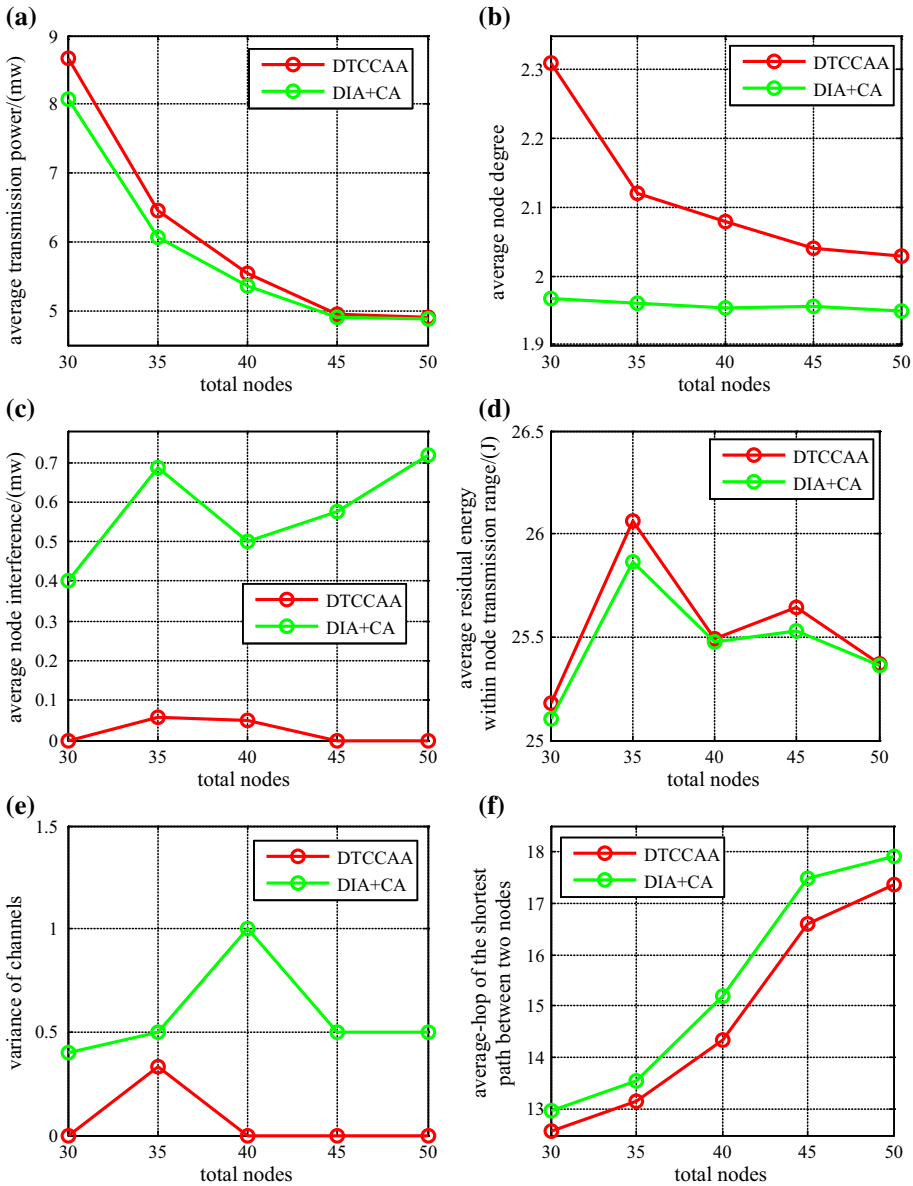 (a)
average transmission power/(mw)
9
8
7
6
5
30 35 40 45 50
total nodes
DTCCAA
DIA+CA
(b)
average node degree
2.3
2.2
2.1
2
1.9
30 35 40 45 50
total nodes
DTCCAA
DIA+CA
(c)
average node interference/(mw)
0.7
0.6
0.5
0.4
0.3
0.2
0.1
0
30 35 40 45 50
total nodes
DTCCAA
DIA+CA
(d)
average residual energy
within node transmission range/(J)
26.5
26
25.5
25
30 35 40 45 50
total nodes
DTCCAA
DIA+CA
(e)
variance of channels
1.5
1
0.5
0
30 35 40 45 50
total nodes
DTCCAA
DIA+CA
(f)
average-hop of the shortest
path between two nodes
18
17
16
15
14
13
30 35 40 45 50
total nodes
DTCCAA
DIA+CA